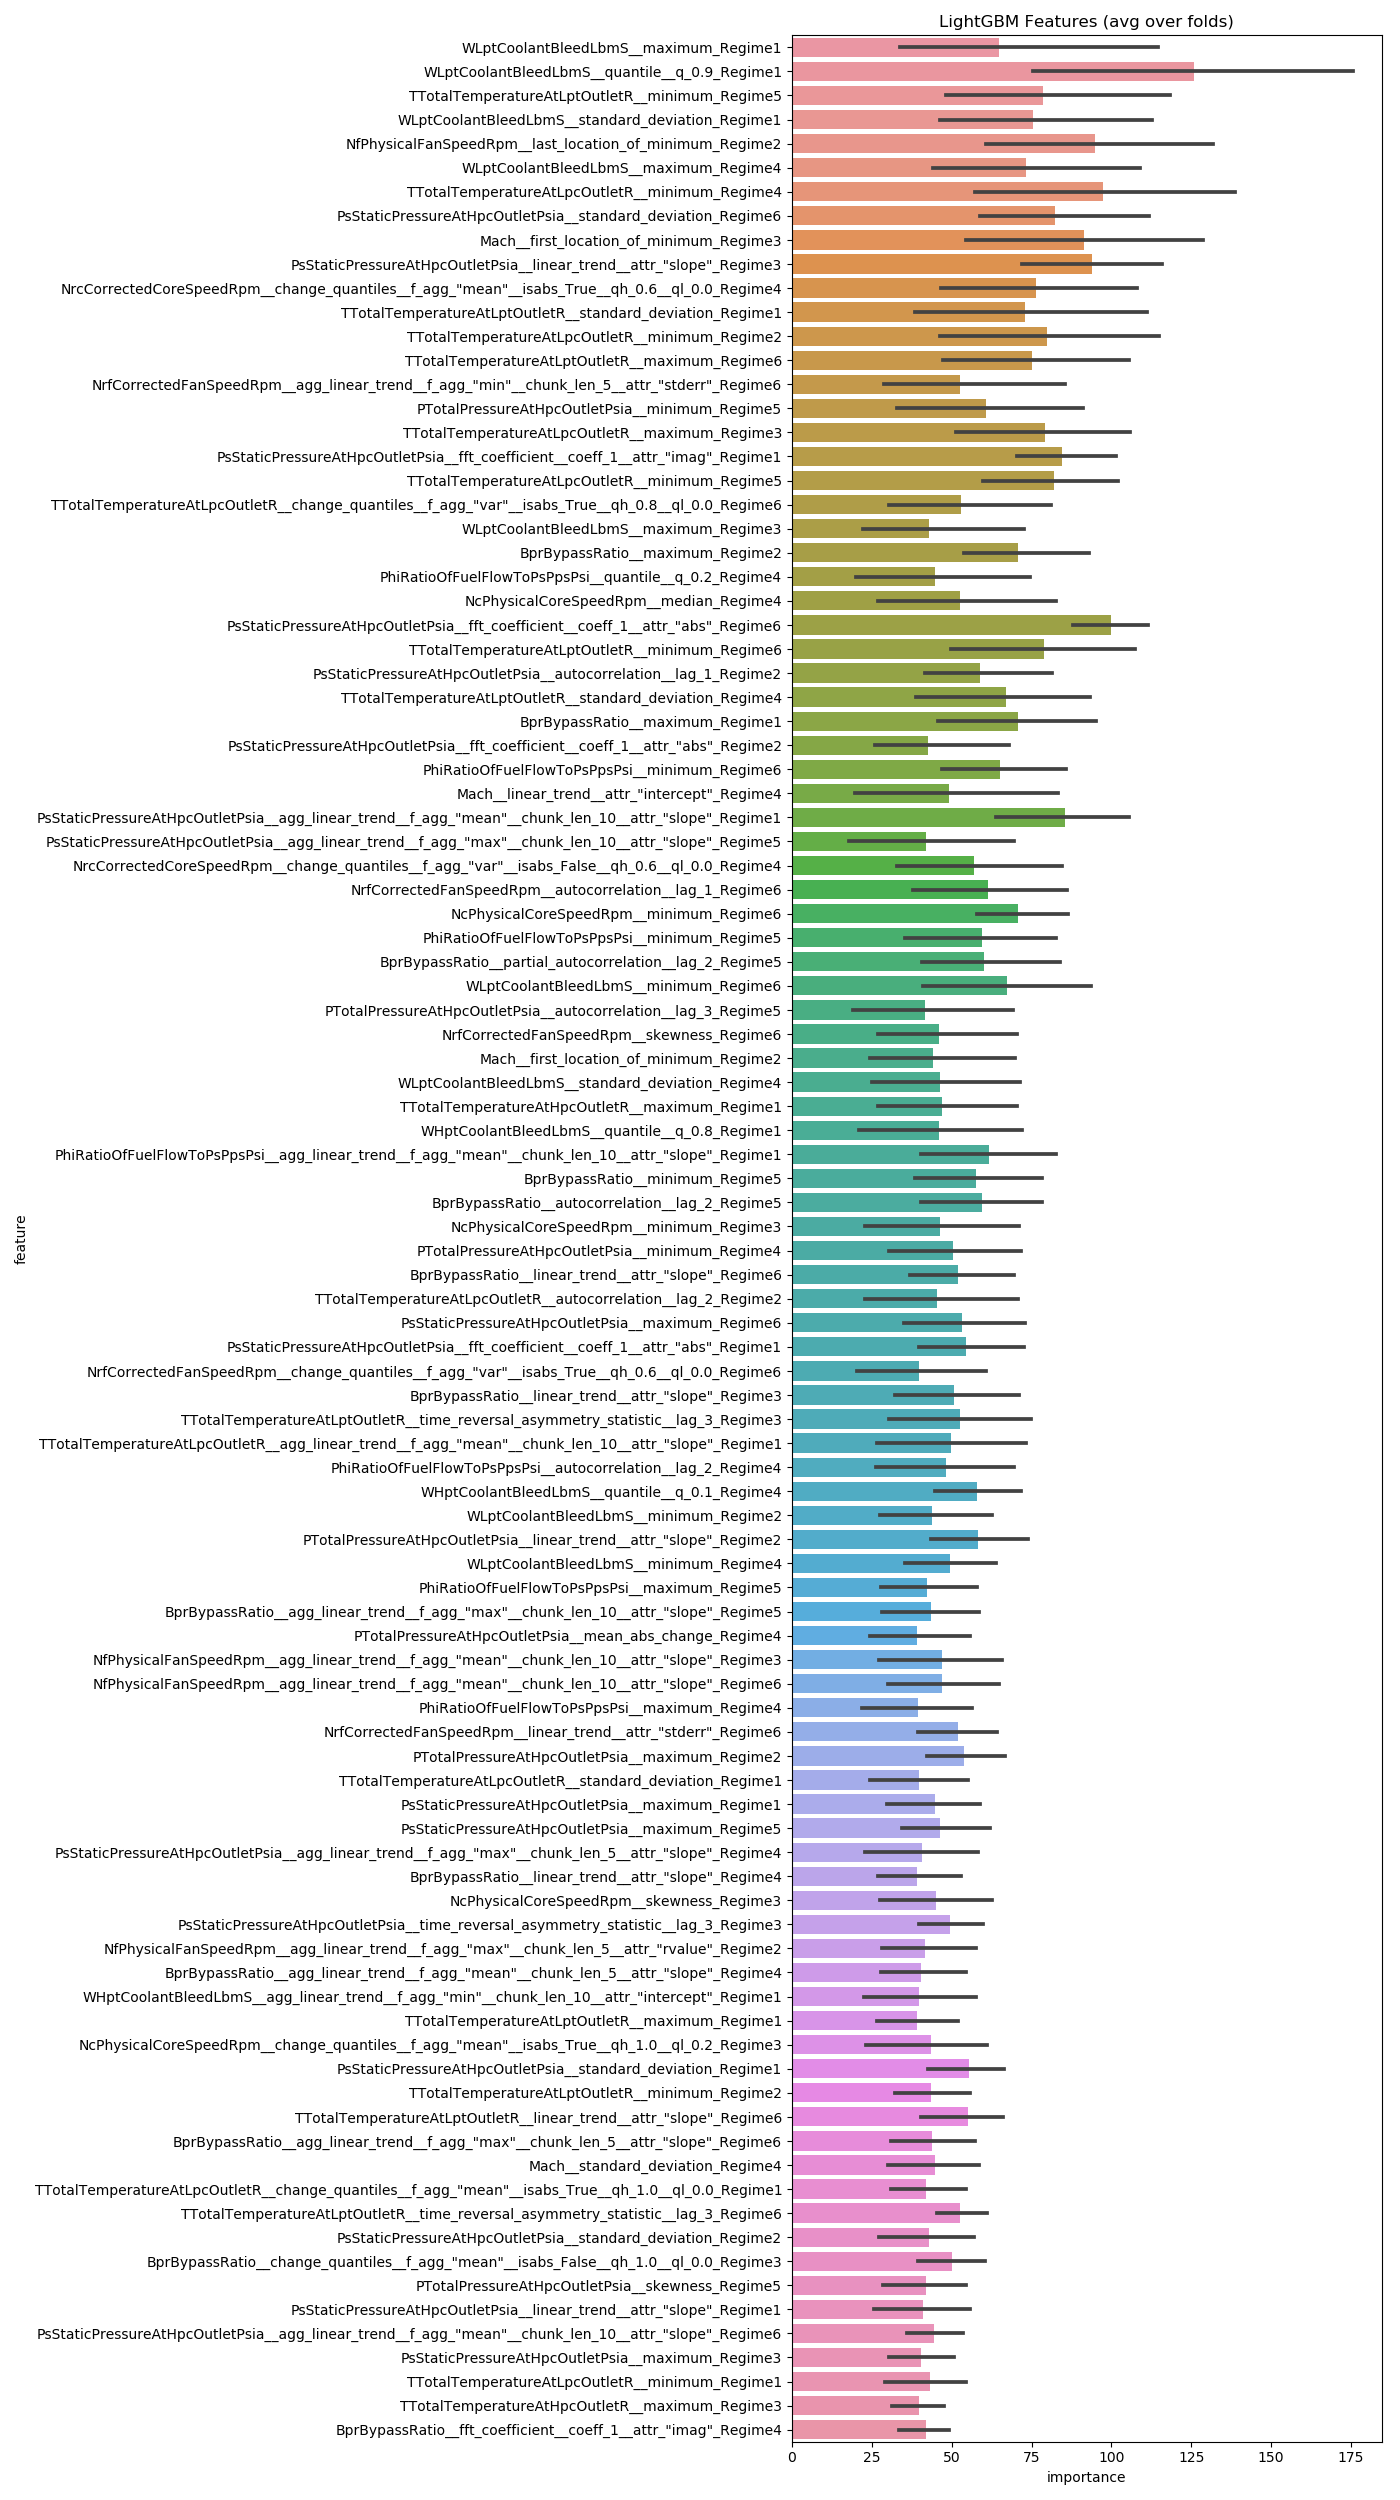 LightGBM Features (avg over folds)
WLptCoolantBleedLbmS__maximum_Regime1
WLptCoolantBleedLbmS__quantile__q_0.9_Regime1
TTotalTemperatureAtLptOutletR__minimum_Regime5
WLptCoolantBleedLbmS__standard_deviation_Regime1
NfPhysicalFanSpeedRpm__last_location_of_minimum_Regime2
WLptCoolantBleedLbmS__maximum_Regime4
TTotalTemperatureAtLpcOutletR__minimum_Regime4
PsStaticPressureAtHpcOutletPsia__standard_deviation_Regime6
Mach__first_location_of_minimum_Regime3
PsStaticPressureAtHpcOutletPsia__linear_trend__attr_"slope"_Regime3
NrcCorrectedCoreSpeedRpm__change_quantiles__f_agg_"mean"__isabs_True__qh_0.6__ql_0.0_Regime4
TTotalTemperatureAtLptOutletR__standard_deviation_Regime1
TTotalTemperatureAtLpcOutletR__minimum_Regime2
TTotalTemperatureAtLptOutletR__maximum_Regime6
NrfCorrectedFanSpeedRpm__agg_linear_trend__f_agg_"min"__chunk_len_5__attr_"stderr"_Regime6
PTotalPressureAtHpcOutletPsia__minimum_Regime5
TTotalTemperatureAtLpcOutletR__maximum_Regime3
PsStaticPressureAtHpcOutletPsia__fft_coefficient__coeff_1__attr_"imag"_Regime1
TTotalTemperatureAtLpcOutletR__minimum_Regime5
TTotalTemperatureAtLpcOutletR__change_quantiles__f_agg_"var"__isabs_True__qh_0.8__ql_0.0_Regime6
WLptCoolantBleedLbmS__maximum_Regime3
BprBypassRatio__maximum_Regime2
PhiRatioOfFuelFlowToPsPpsPsi__quantile__q_0.2_Regime4
NcPhysicalCoreSpeedRpm__median_Regime4
PsStaticPressureAtHpcOutletPsia__fft_coefficient__coeff_1__attr_"abs"_Regime6
TTotalTemperatureAtLptOutletR__minimum_Regime6
PsStaticPressureAtHpcOutletPsia__autocorrelation__lag_1_Regime2
TTotalTemperatureAtLptOutletR__standard_deviation_Regime4
BprBypassRatio__maximum_Regime1
PsStaticPressureAtHpcOutletPsia__fft_coefficient__coeff_1__attr_"abs"_Regime2
PhiRatioOfFuelFlowToPsPpsPsi__minimum_Regime6
Mach__linear_trend__attr_"intercept"_Regime4
PsStaticPressureAtHpcOutletPsia__agg_linear_trend__f_agg_"mean"__chunk_len_10__attr_"slope"_Regime1
PsStaticPressureAtHpcOutletPsia__agg_linear_trend__f_agg_"max"__chunk_len_10__attr_"slope"_Regime5
NrcCorrectedCoreSpeedRpm__change_quantiles__f_agg_"var"__isabs_False__qh_0.6__ql_0.0_Regime4
NrfCorrectedFanSpeedRpm__autocorrelation__lag_1_Regime6
NcPhysicalCoreSpeedRpm__minimum_Regime6
PhiRatioOfFuelFlowToPsPpsPsi__minimum_Regime5
BprBypassRatio__partial_autocorrelation__lag_2_Regime5
WLptCoolantBleedLbmS__minimum_Regime6
PTotalPressureAtHpcOutletPsia__autocorrelation__lag_3_Regime5
NrfCorrectedFanSpeedRpm__skewness_Regime6
Mach__first_location_of_minimum_Regime2
WLptCoolantBleedLbmS__standard_deviation_Regime4
TTotalTemperatureAtHpcOutletR__maximum_Regime1
WHptCoolantBleedLbmS__quantile__q_0.8_Regime1
PhiRatioOfFuelFlowToPsPpsPsi__agg_linear_trend__f_agg_"mean"__chunk_len_10__attr_"slope"_Regime1
BprBypassRatio__minimum_Regime5
BprBypassRatio__autocorrelation__lag_2_Regime5
NcPhysicalCoreSpeedRpm__minimum_Regime3
PTotalPressureAtHpcOutletPsia__minimum_Regime4
BprBypassRatio__linear_trend__attr_"slope"_Regime6
TTotalTemperatureAtLpcOutletR__autocorrelation__lag_2_Regime2
PsStaticPressureAtHpcOutletPsia__maximum_Regime6
PsStaticPressureAtHpcOutletPsia__fft_coefficient__coeff_1__attr_"abs"_Regime1
NrfCorrectedFanSpeedRpm__change_quantiles__f_agg_"var"__isabs_True__qh_0.6__ql_0.0_Regime6
BprBypassRatio__linear_trend__attr_"slope"_Regime3
TTotalTemperatureAtLptOutletR__time_reversal_asymmetry_statistic__lag_3_Regime3
TTotalTemperatureAtLpcOutletR__agg_linear_trend__f_agg_"mean"__chunk_len_10__attr_"slope"_Regime1
PhiRatioOfFuelFlowToPsPpsPsi__autocorrelation__lag_2_Regime4
WHptCoolantBleedLbmS__quantile__q_0.1_Regime4
WLptCoolantBleedLbmS__minimum_Regime2
PTotalPressureAtHpcOutletPsia__linear_trend__attr_"slope"_Regime2
WLptCoolantBleedLbmS__minimum_Regime4
PhiRatioOfFuelFlowToPsPpsPsi__maximum_Regime5
BprBypassRatio__agg_linear_trend__f_agg_"max"__chunk_len_10__attr_"slope"_Regime5
PTotalPressureAtHpcOutletPsia__mean_abs_change_Regime4
NfPhysicalFanSpeedRpm__agg_linear_trend__f_agg_"mean"__chunk_len_10__attr_"slope"_Regime3
NfPhysicalFanSpeedRpm__agg_linear_trend__f_agg_"mean"__chunk_len_10__attr_"slope"_Regime6
PhiRatioOfFuelFlowToPsPpsPsi__maximum_Regime4
NrfCorrectedFanSpeedRpm__linear_trend__attr_"stderr"_Regime6
PTotalPressureAtHpcOutletPsia__maximum_Regime2
TTotalTemperatureAtLpcOutletR__standard_deviation_Regime1
PsStaticPressureAtHpcOutletPsia__maximum_Regime1
PsStaticPressureAtHpcOutletPsia__maximum_Regime5
PsStaticPressureAtHpcOutletPsia__agg_linear_trend__f_agg_"max"__chunk_len_5__attr_"slope"_Regime4
BprBypassRatio__linear_trend__attr_"slope"_Regime4
NcPhysicalCoreSpeedRpm__skewness_Regime3
PsStaticPressureAtHpcOutletPsia__time_reversal_asymmetry_statistic__lag_3_Regime3
NfPhysicalFanSpeedRpm__agg_linear_trend__f_agg_"max"__chunk_len_5__attr_"rvalue"_Regime2
BprBypassRatio__agg_linear_trend__f_agg_"mean"__chunk_len_5__attr_"slope"_Regime4
WHptCoolantBleedLbmS__agg_linear_trend__f_agg_"min"__chunk_len_10__attr_"intercept"_Regime1
TTotalTemperatureAtLptOutletR__maximum_Regime1
NcPhysicalCoreSpeedRpm__change_quantiles__f_agg_"mean"__isabs_True__qh_1.0__ql_0.2_Regime3
PsStaticPressureAtHpcOutletPsia__standard_deviation_Regime1
TTotalTemperatureAtLptOutletR__minimum_Regime2
TTotalTemperatureAtLptOutletR__linear_trend__attr_"slope"_Regime6
BprBypassRatio__agg_linear_trend__f_agg_"max"__chunk_len_5__attr_"slope"_Regime6
Mach__standard_deviation_Regime4
TTotalTemperatureAtLpcOutletR__change_quantiles__f_agg_"mean"__isabs_True__qh_1.0__ql_0.0_Regime1
TTotalTemperatureAtLptOutletR__time_reversal_asymmetry_statistic__lag_3_Regime6
PsStaticPressureAtHpcOutletPsia__standard_deviation_Regime2
BprBypassRatio__change_quantiles__f_agg_"mean"__isabs_False__qh_1.0__ql_0.0_Regime3
PTotalPressureAtHpcOutletPsia__skewness_Regime5
PsStaticPressureAtHpcOutletPsia__linear_trend__attr_"slope"_Regime1
PsStaticPressureAtHpcOutletPsia__agg_linear_trend__f_agg_"mean"__chunk_len_10__attr_"slope"_Regime6
PsStaticPressureAtHpcOutletPsia__maximum_Regime3
TTotalTemperatureAtLpcOutletR__minimum_Regime1
TTotalTemperatureAtHpcOutletR__maximum_Regime3
BprBypassRatio__fft_coefficient__coeff_1__attr_"imag"_Regime4
feature
0 25 50 75 100 125 150 175
importance